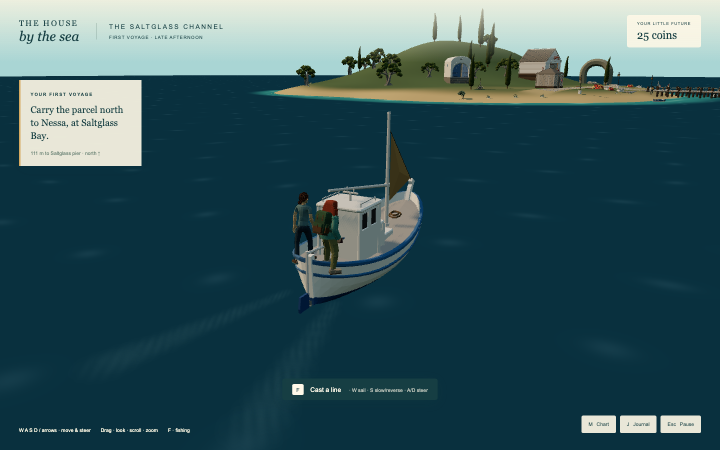 THE HOUSE
by the sea
THE SALTGLASS CHANNEL
FIRST VOYAGE · LATE AFTERNOON
YOUR LITTLE FUTURE
25 coins
YOUR FIRST VOYAGE
Carry the parcel north
to Nessa, at Saltglass
Bay.
111 m to Saltglass pier · north ↑
F Cast a line · W sail · S slow/reverse · A/D steer
W A S D / arrows · move & steer Drag · look · scroll · zoom F · fishing
M Chart J Journal Esc Pause